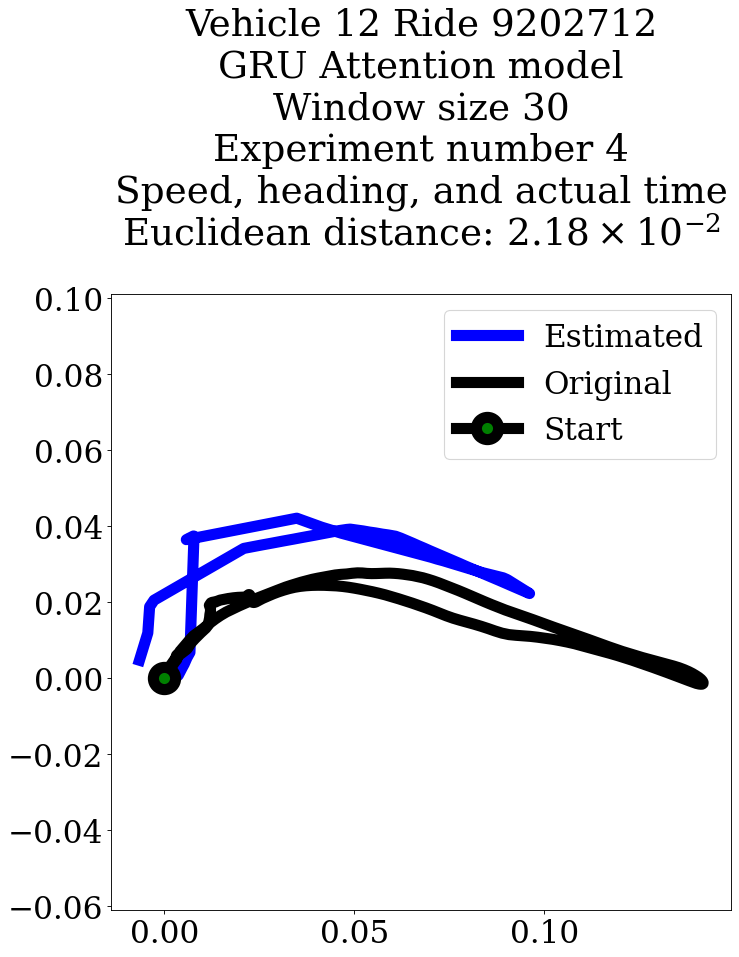 Vehicle 12 Ride 9202712
GRU Attention model
Window size 30
Experiment number 4
Speed, heading, and actual time
Euclidean distance: 2.18 × 10⁻²
0.10
0.08
0.06
0.04
0.02
0.00
−0.02
−0.04
−0.06
Estimated
Original
Start
0.00
0.05
0.10